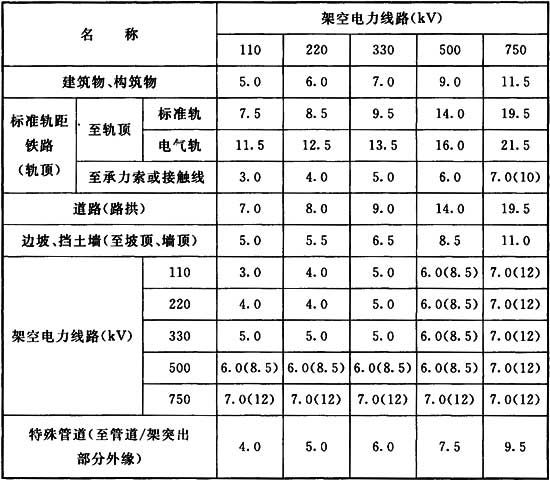 名 称 架空电力线路(kV)
110 220 330 500 750
建筑物、构筑物 5.0 6.0 7.0 9.0 11.5
标准轨距铁路(轨顶) 至轨顶 标准轨 7.5 8.5 9.5 14.0 19.5
电气轨 11.5 12.5 13.5 16.0 21.5
至承力索或接触线 3.0 4.0 5.0 6.0 7.0(10)
道路(路拱) 7.0 8.0 9.0 14.0 19.5
边坡、挡土墙(至坡顶、墙顶) 5.0 5.5 6.5 8.5 11.0
架空电力线路(kV) 110 3.0 4.0 5.0 6.0(8.5) 7.0(12)
220 4.0 4.0 5.0 6.0(8.5) 7.0(12)
330 5.0 5.0 5.0 6.0(8.5) 7.0(12)
500 6.0(8.5) 6.0(8.5) 6.0(8.5) 6.0(8.5) 7.0(12)
750 7.0(12) 7.0(12) 7.0(12) 7.0(12) 7.0(12)
特殊管道(至管道/架突出部分外缘) 4.0 5.0 6.0 7.5 9.5